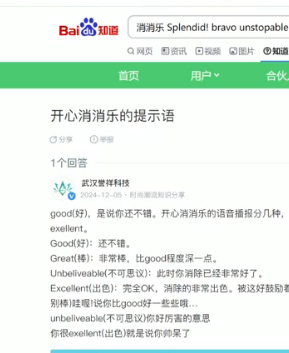 Bai du 知道
消消乐 Splendid! bravo unstopable
网页 资讯 视频 图片 知道
首页 用户 合伙
开心消消乐的提示语
分享 举报
1个回答
武汉誉祥科技
2024-12-05・时尚潮流知识分享
good(好)，是说你还不错。开心消消乐的语音播报分几种，
exellent。
Good(好)：还不错。
Great(棒)：非常棒，比good程度深一点。
Unbeliveable(不可思议)：此时你消除已经非常好了。
Excellent(出色)：完全OK，消除的非常出色。被这好鼓励看
别棒)哇喔!说你比good好一些些哦...
unbeliveable(不可思议)你好厉害的意思
你很exellent(出色)就是说你帅呆了